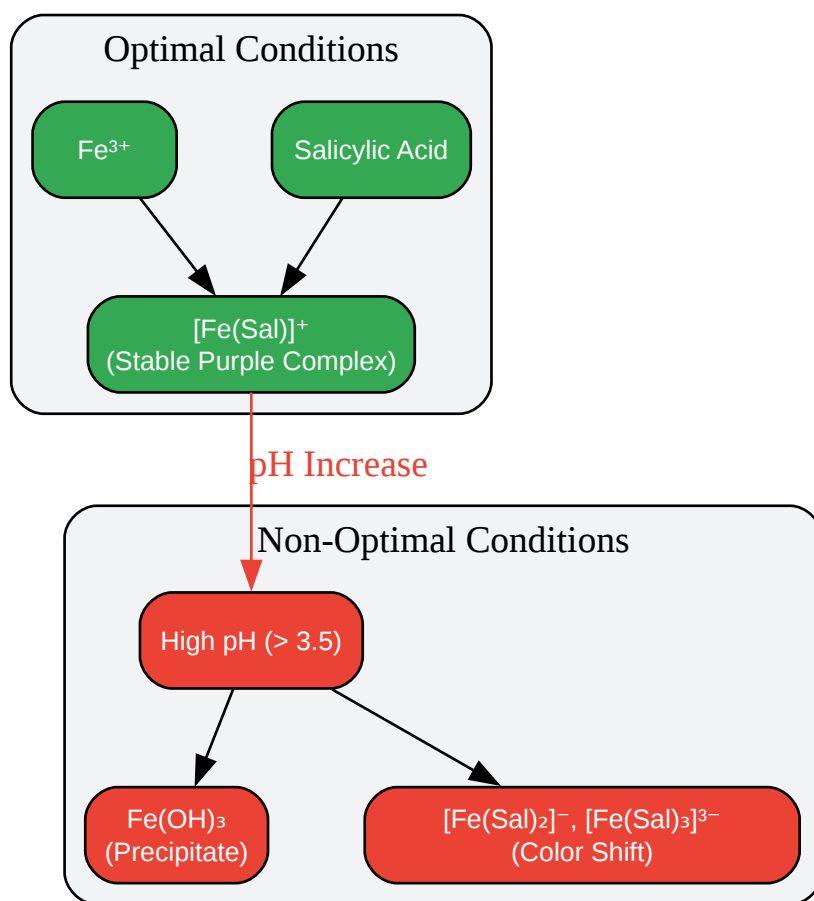 Optimal Conditions
Fe³⁺
Salicylic Acid
[Fe(Sal)]⁺
(Stable Purple Complex)
pH Increase
Non-Optimal Conditions
High pH (> 3.5)
Fe(OH)₃
(Precipitate)
[Fe(Sal)₂]⁻, [Fe(Sal)₃]³⁻
(Color Shift)